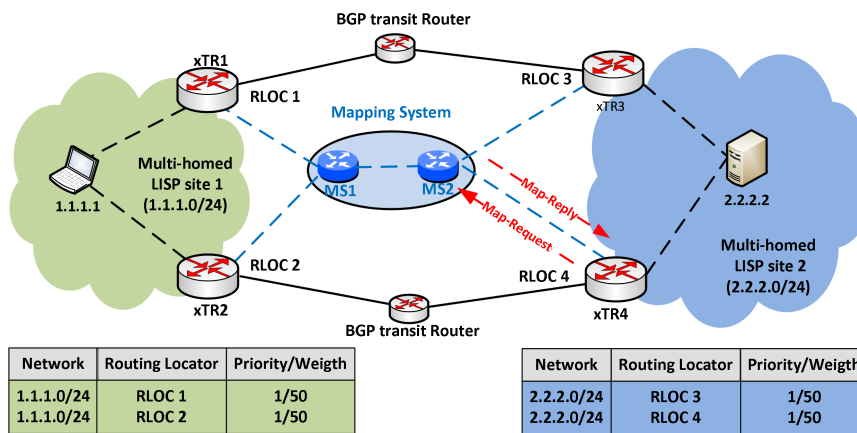 BGP transit Router
xTR1
RLOC 1
RLOC 3
xTR3
Mapping System
Multi-homed
LISP site 1
(1.1.1.0/24)
1.1.1.1
MS1
MS2
Map-Reply
Map-Request
2.2.2.2
Multi-homed
LISP site 2
(2.2.2.0/24)
RLOC 2
xTR2
RLOC 4
xTR4
BGP transit Router
Network Routing Locator Priority/Weigth
1.1.1.0/24 RLOC 1 1/50
1.1.1.0/24 RLOC 2 1/50
Network Routing Locator Priority/Weigth
2.2.2.0/24 RLOC 3 1/50
2.2.2.0/24 RLOC 4 1/50